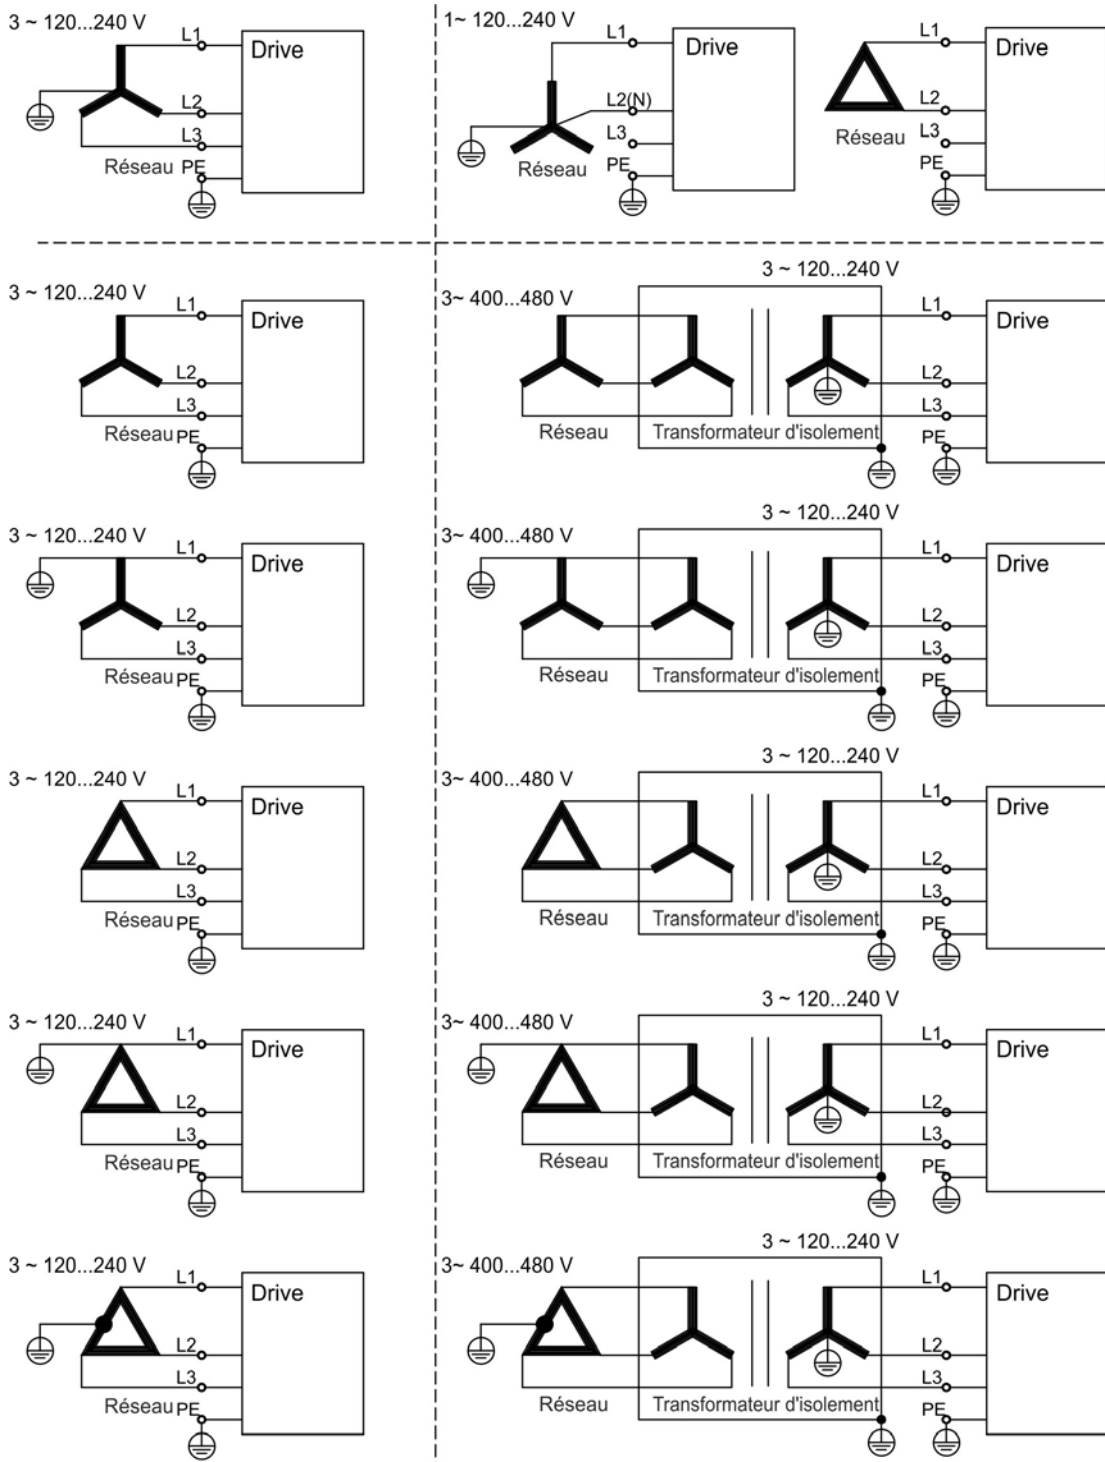 3 ~ 120...240 V
L1
Drive
L2
L3
Réseau PE
1~ 120...240 V
L1
Drive
L2(N)
L3
Réseau
PE
L1
Drive
L2
Réseau
L3
PE
3 ~ 120...240 V
L1
Drive
L2
L3
Réseau PE
3 ~ 120...240 V
3~ 400...480 V
L1
Drive
L2
L3
Réseau
Transformateur d'isolement
PE
3 ~ 120...240 V
L1
Drive
L2
L3
Réseau PE
3 ~ 120...240 V
3~ 400...480 V
L1
Drive
L2
L3
Réseau
Transformateur d'isolement
PE
3 ~ 120...240 V
L1
Drive
L2
L3
Réseau PE
3 ~ 120...240 V
3~ 400...480 V
L1
Drive
L2
L3
Réseau
Transformateur d'isolement
PE
3 ~ 120...240 V
L1
Drive
L2
L3
Réseau PE
3 ~ 120...240 V
3~ 400...480 V
L1
Drive
L2
L3
Réseau
Transformateur d'isolement
PE
3 ~ 120...240 V
L1
Drive
L2
L3
Réseau PE
3 ~ 120...240 V
3~ 400...480 V
L1
Drive
L2
L3
Réseau
Transformateur d'isolement
PE